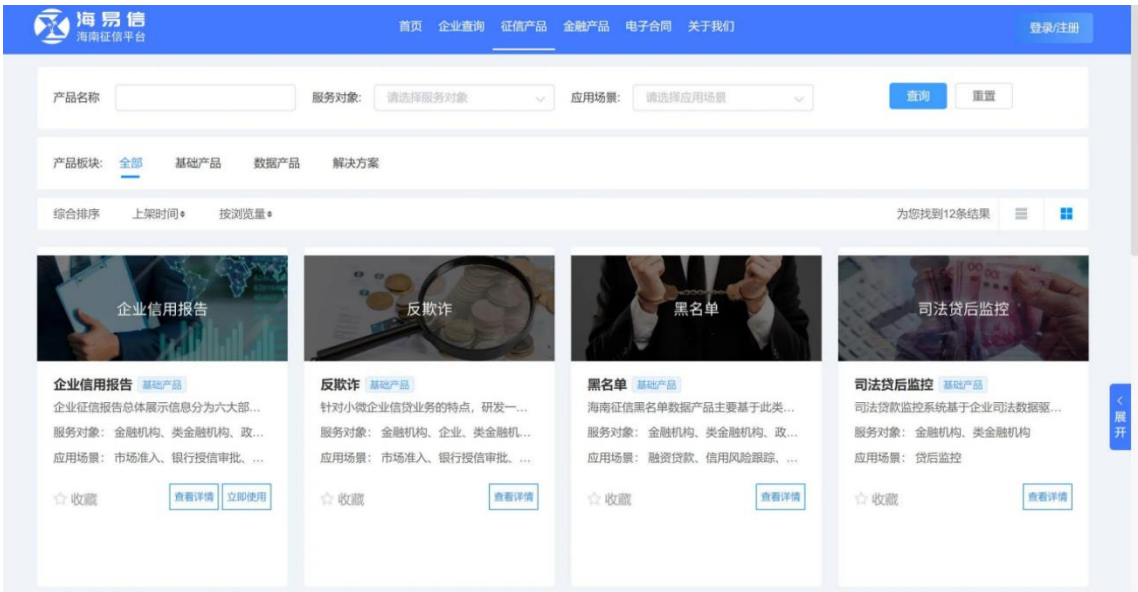 海易信
海南征信平台
首页 企业查询 征信产品 金融产品 电子合同 关于我们
登录/注册
产品名称 服务对象: 请选择服务对象 应用场景: 请选择应用场景 查询 重置
产品板块: 全部 基础产品 数据产品 解决方案
综合排序 上架时间 按浏览量 为您找到12条结果
企业信用报告 反欺诈 黑名单 司法贷后监控
企业信用报告 基础产品
企业征信报告总体展示信息分为六大部...
服务对象: 金融机构、类金融机构、政...
应用场景: 市场准入、银行授信审批、...
收藏 查看详情 立即使用
反欺诈 基础产品
针对小微企业信贷业务的特点，研发一...
服务对象: 金融机构、企业、类金融机...
应用场景: 市场准入、银行授信审批、...
收藏 查看详情
黑名单 基础产品
海南征信黑名单数据产品主要基于此类...
服务对象: 金融机构、类金融机构、政...
应用场景: 融资贷款、信用风险跟踪、...
收藏 查看详情
司法贷后监控 基础产品
司法贷款监控系统基于企业司法数据驱...
服务对象: 金融机构、类金融机构
应用场景: 贷后监控
收藏 查看详情
展开